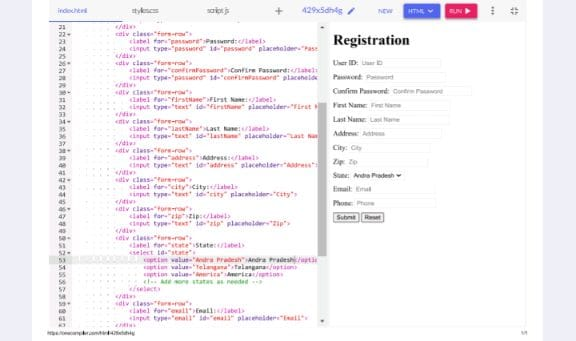 index.html styles.css script.js + 429x5dh4g NEW HTML RUN
21 </div>
22 <div class="form-row">
23 <label for="password">Password:</label>
24 <input type="password" id="password" placeholder="Pass
25 </div>
26 <div class="form-row">
27 <label for="confirmPassword">Confirm Password:</label>
28 <input type="password" id="confirmPassword" placeholde
29 </div>
30 <div class="form-row">
31 <label for="firstName">First Name:</label>
32 <input type="text" id="firstName" placeholder="First N
33 </div>
34 <div class="form-row">
35 <label for="lastName">Last Name:</label>
36 <input type="text" id="lastName" placeholder="Last Nam
37 </div>
38 <div class="form-row">
39 <label for="address">Address:</label>
40 <input type="text" id="address" placeholder="Address">
41 </div>
42 <div class="form-row">
43 <label for="city">City:</label>
44 <input type="text" id="city" placeholder="City">
45 </div>
46 <div class="form-row">
47 <label for="zip">Zip:</label>
48 <input type="text" id="zip" placeholder="Zip">
49 </div>
50 <div class="form-row">
51 <label for="state">State:</label>
52 <select id="state">
53 <option value="Andra Pradesh">Andra Pradesh</optio
54 <option value="Telangana">Telangana</option>
55 <option value="America">America</option>
56 <!-- Add more states as needed -->
57 </select>
58 </div>
59 <div class="form-row">
60 <label for="email">Email:</label>
61 <input type="email" id="email" placeholder="Email">
62 </div>
Registration
User ID: User ID
Password: Password
Confirm Password: Confirm Password
First Name: First Name
Last Name: Last Name
Address: Address
City: City
Zip: Zip
State: Andra Pradesh
Email: Email
Phone: Phone
Submit Reset
https://onecompiler.com/html/429x5dh4g 1/1